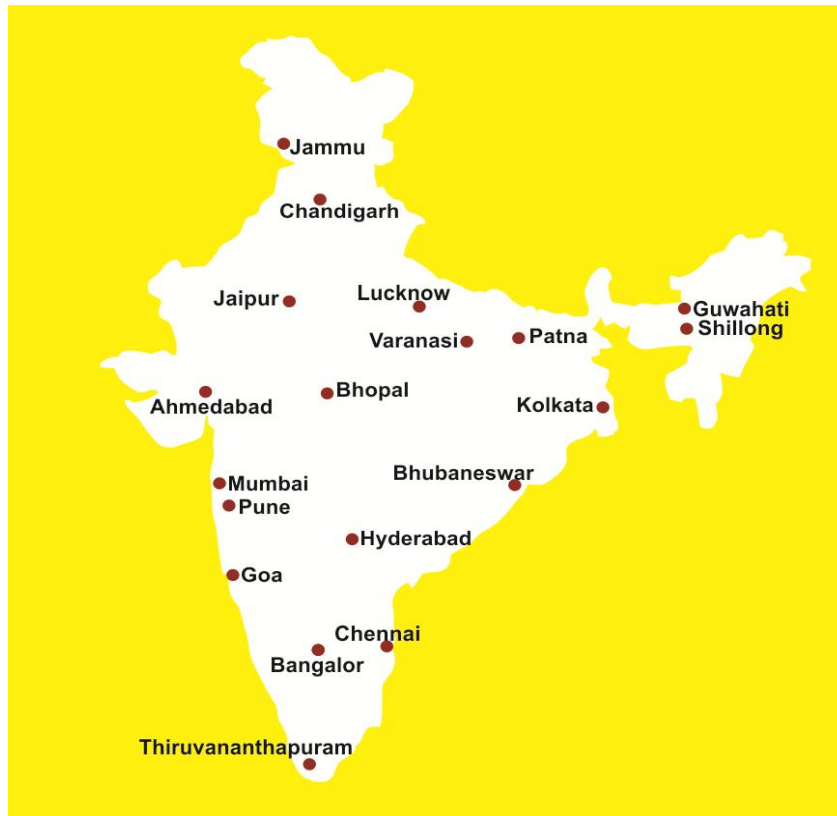 Jammu
Chandigarh
Jaipur
Lucknow
Guwahati
Shillong
Varanasi
Patna
Bhopal
Ahmedabad
Kolkata
Bhubaneswar
Mumbai
Pune
Hyderabad
Goa
Chennai
Bangalor
Thiruvananthapuram